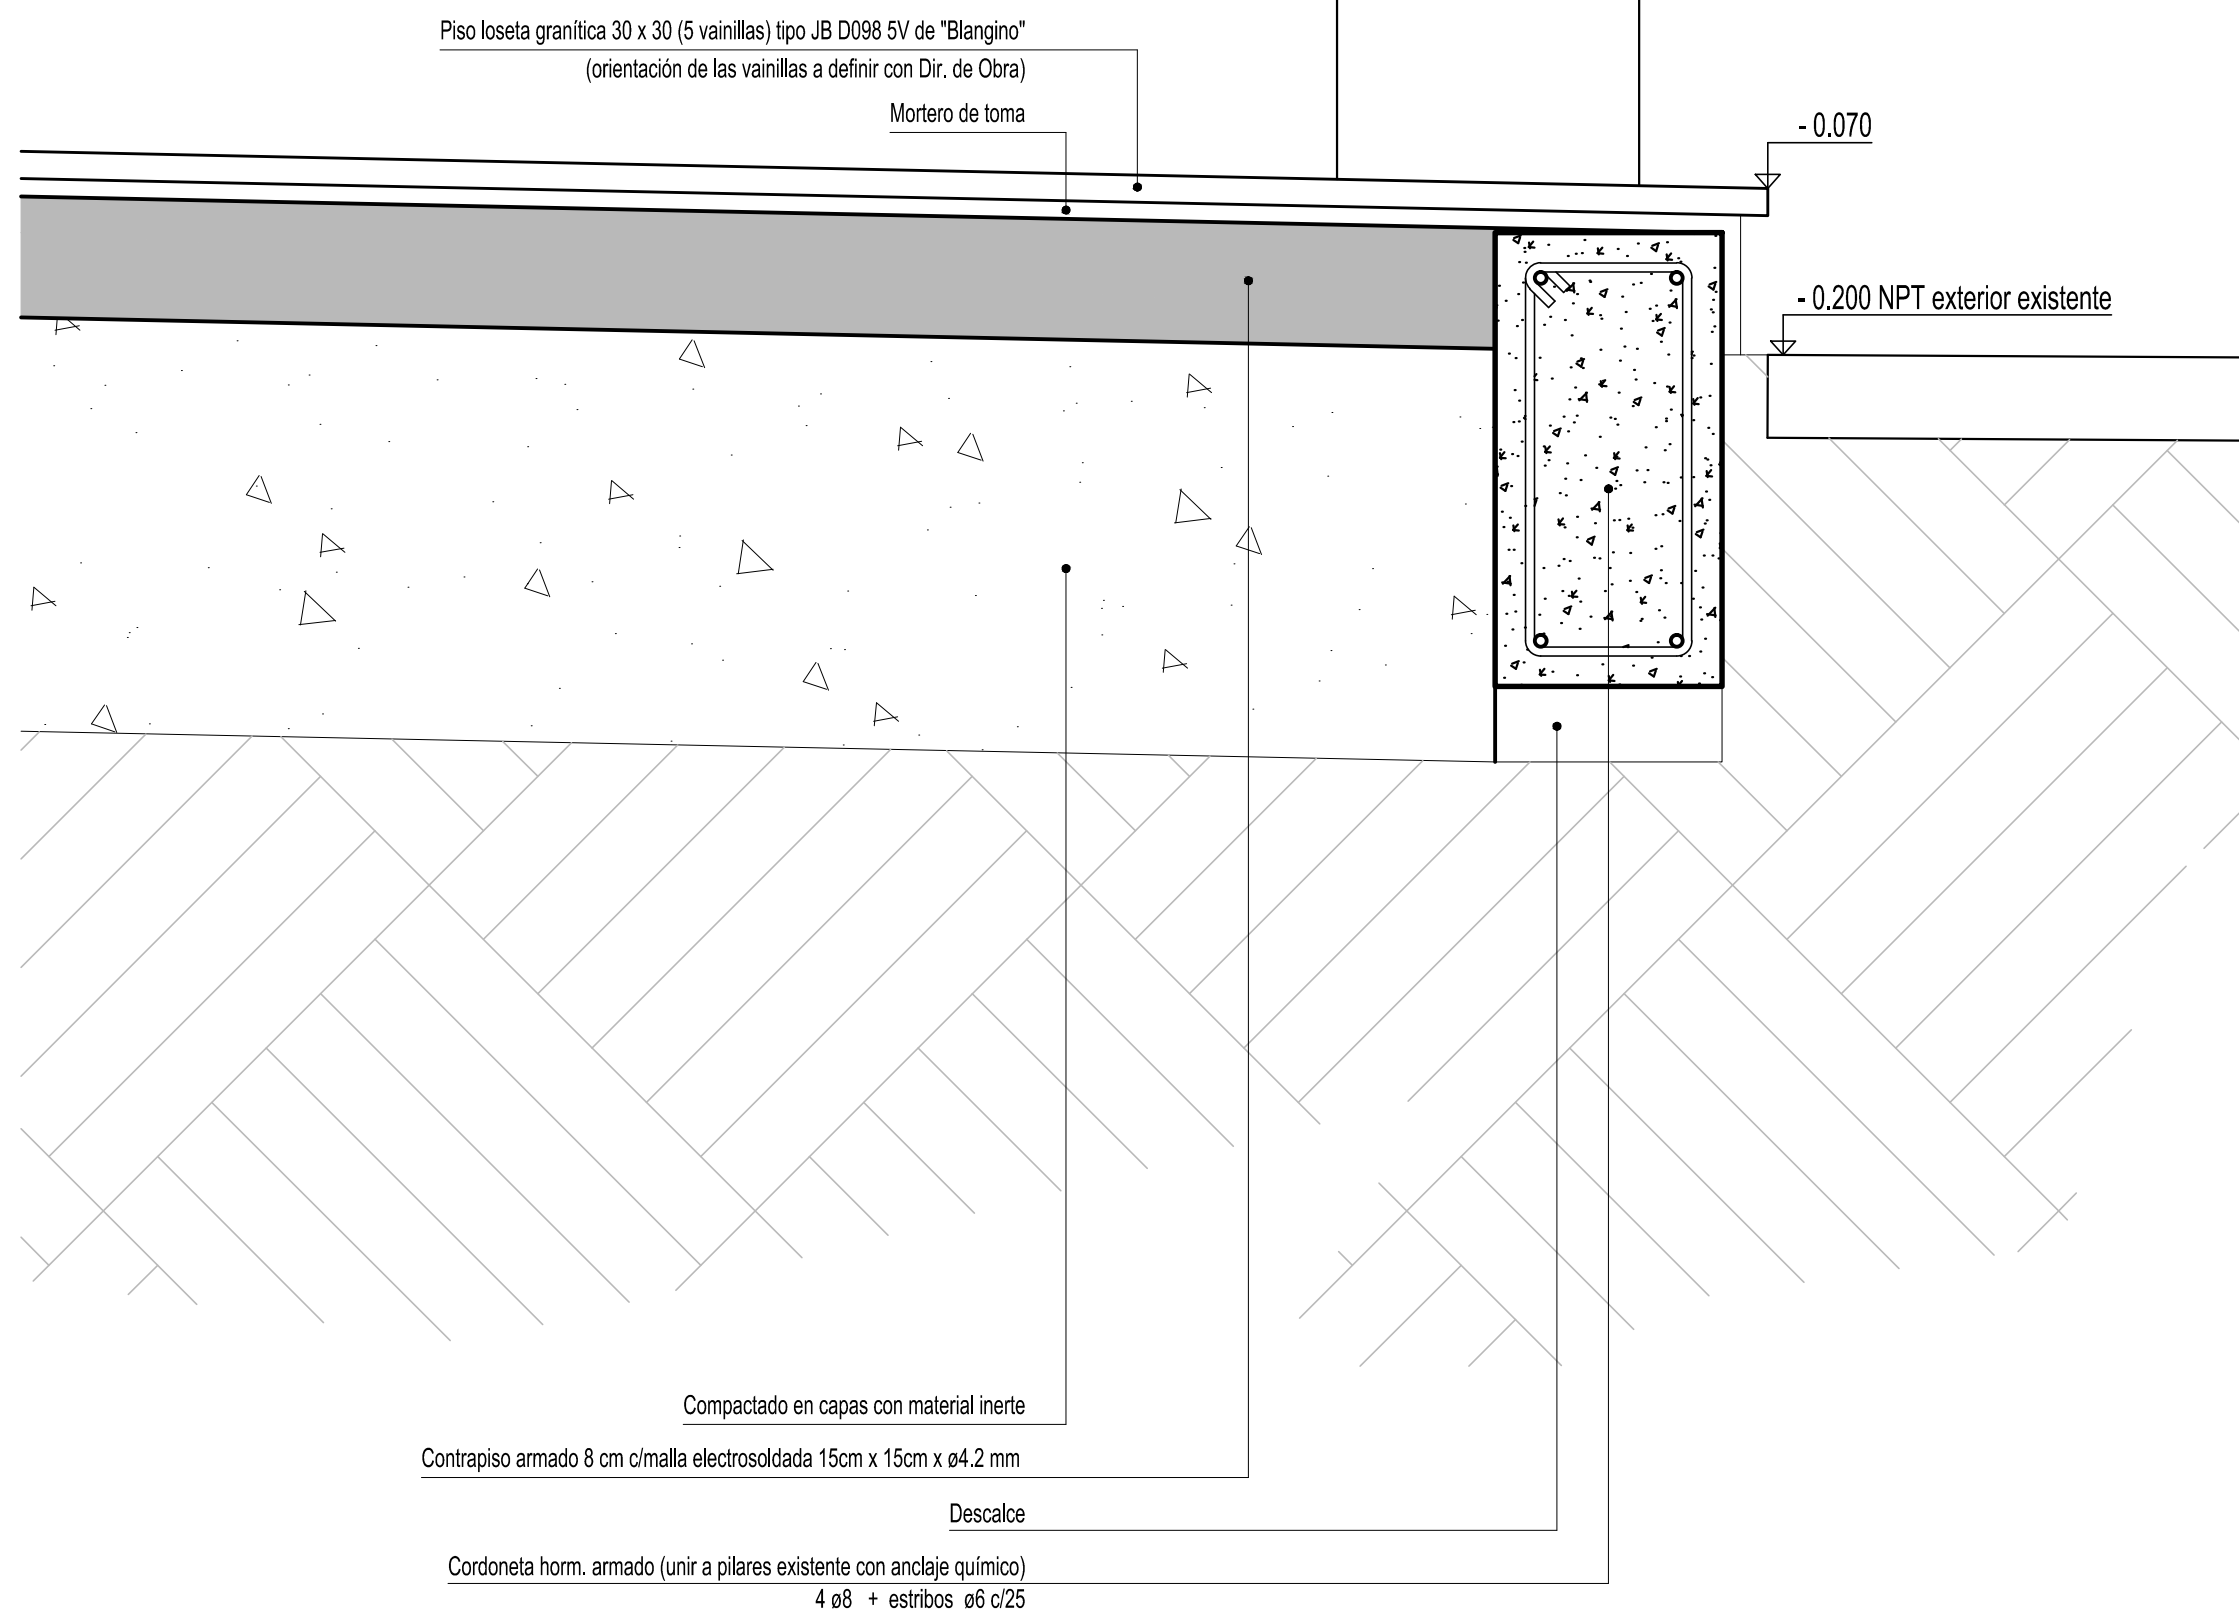 Piso loseta granítica 30 x 30 (5 vainillas) tipo JB D098 5V de "Blangino"
(orientación de las vainillas a definir con Dir. de Obra)
Mortero de toma
- 0.070
- 0.200 NPT exterior existente
Compactado en capas con material inerte
Contrapiso armado 8 cm c/malla electrosoldada 15cm x 15cm x ø4.2 mm
Descalce
Cordoneta horm. armado (unir a pilares existente con anclaje químico)
4 ø8 + estribos ø6 c/25